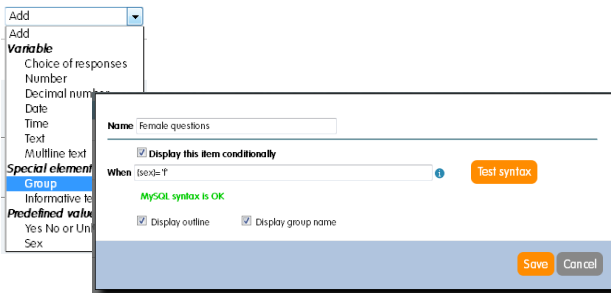 Add
Add
Variable
Choice of responses
Number
Decimal number
Date
Time
Text
Multline text
Special element
Group
Informative te
Predefined value
Yes No or Un
Sex
Name Female questions
Display this item conditionally
When [sex]='f'
Test syntax
MySQL syntax is OK
Display outline Display group name
Save Cancel